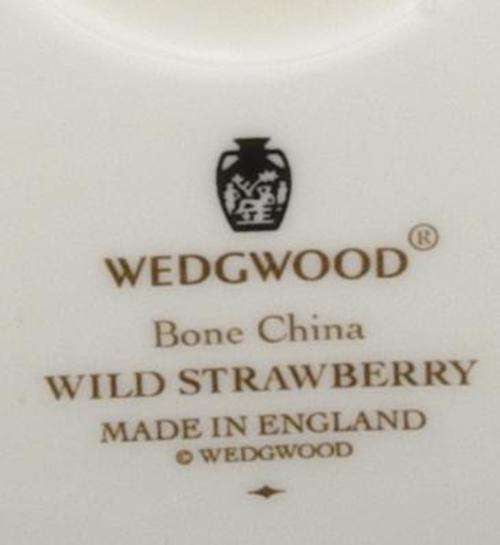 WEDGWOOD®
Bone China
WILD STRAWBERRY
MADE IN ENGLAND
© WEDGWOOD